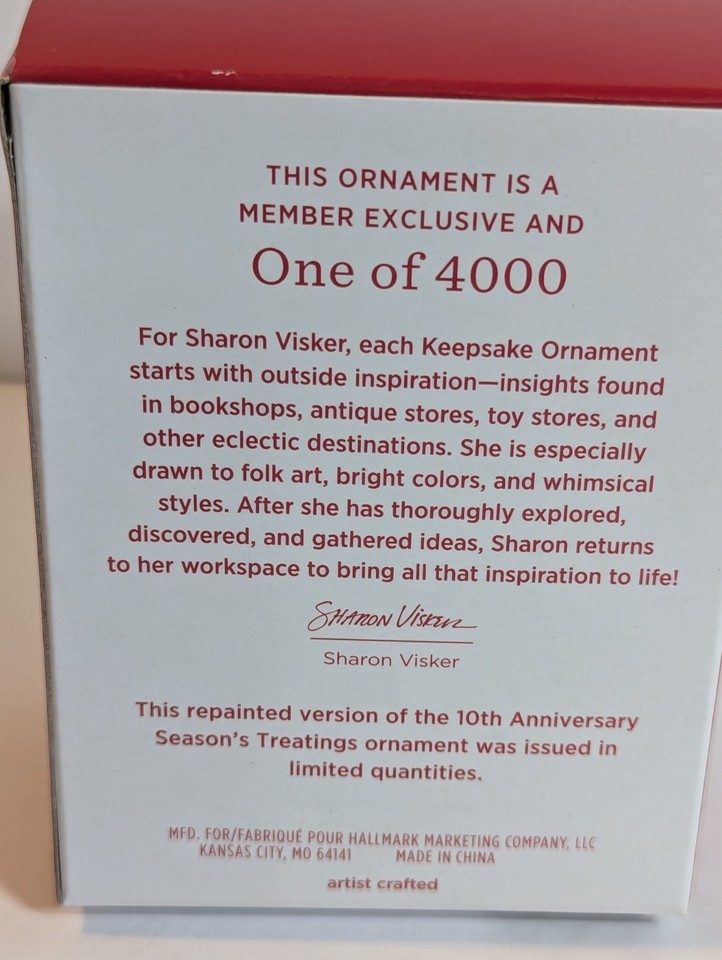 THIS ORNAMENT IS A
MEMBER EXCLUSIVE AND
One of 4000
For Sharon Visker, each Keepsake Ornament
starts with outside inspiration—insights found
in bookshops, antique stores, toy stores, and
other eclectic destinations. She is especially
drawn to folk art, bright colors, and whimsical
styles. After she has thoroughly explored,
discovered, and gathered ideas, Sharon returns
to her workspace to bring all that inspiration to life!
SHARON VISKER
Sharon Visker
This repainted version of the 10th Anniversary
Season's Treatings ornament was issued in
limited quantities.
MFD. FOR/FABRIQUÉ POUR HALLMARK MARKETING COMPANY, LLC
KANSAS CITY, MO 64141 MADE IN CHINA
artist crafted